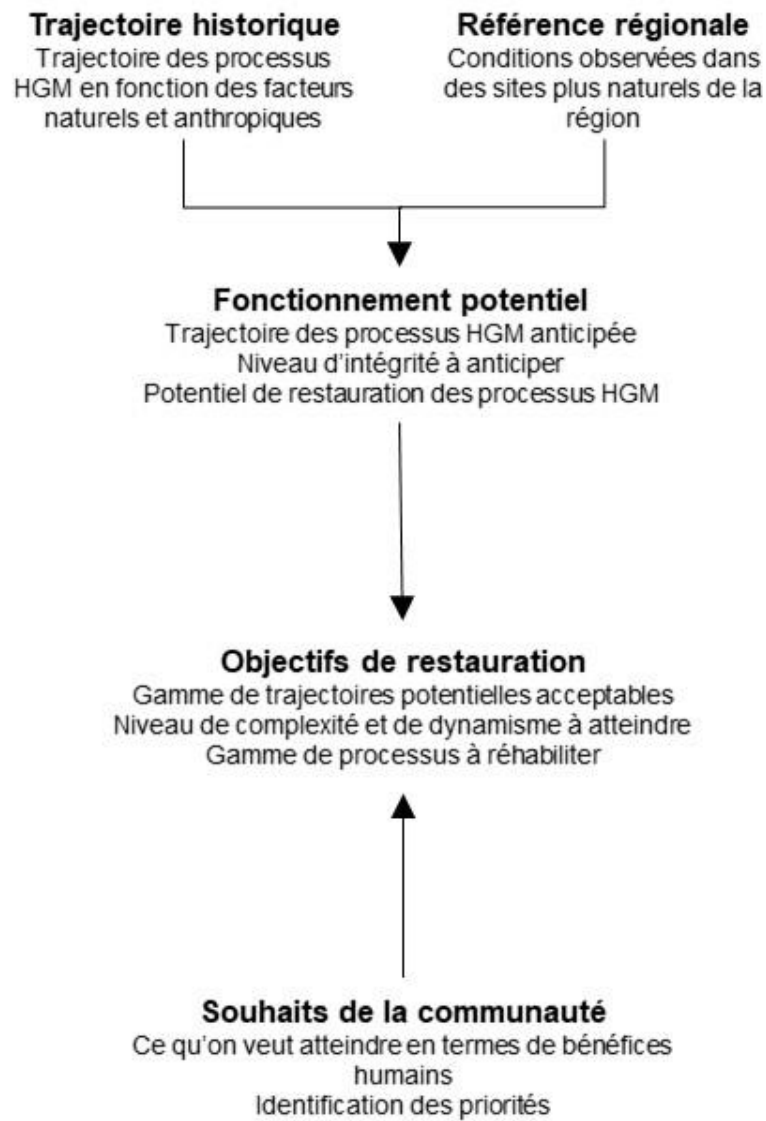 Trajectoire historique
Trajectoire des processus
HGM en fonction des facteurs
naturels et anthropiques
Référence régionale
Conditions observées dans
des sites plus naturels de la
région
Fonctionnement potentiel
Trajectoire des processus HGM anticipée
Niveau d'intégrité à anticiper
Potentiel de restauration des processus HGM
Objectifs de restauration
Gamme de trajectoires potentielles acceptables
Niveau de complexité et de dynamisme à atteindre
Gamme de processus à réhabiliter
Souhaits de la communauté
Ce qu'on veut atteindre en termes de bénéfices
humains
Identification des priorités